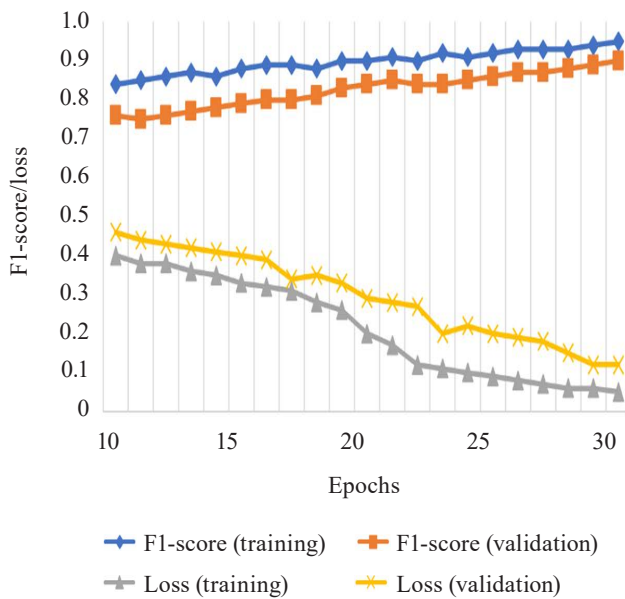 1.0
0.9
0.8
0.7
0.6
0.5
0.4
0.3
0.2
0.1
0
F1-score/loss
10 15 20 25 30
Epochs
F1-score (training) F1-score (validation)
Loss (training) Loss (validation)